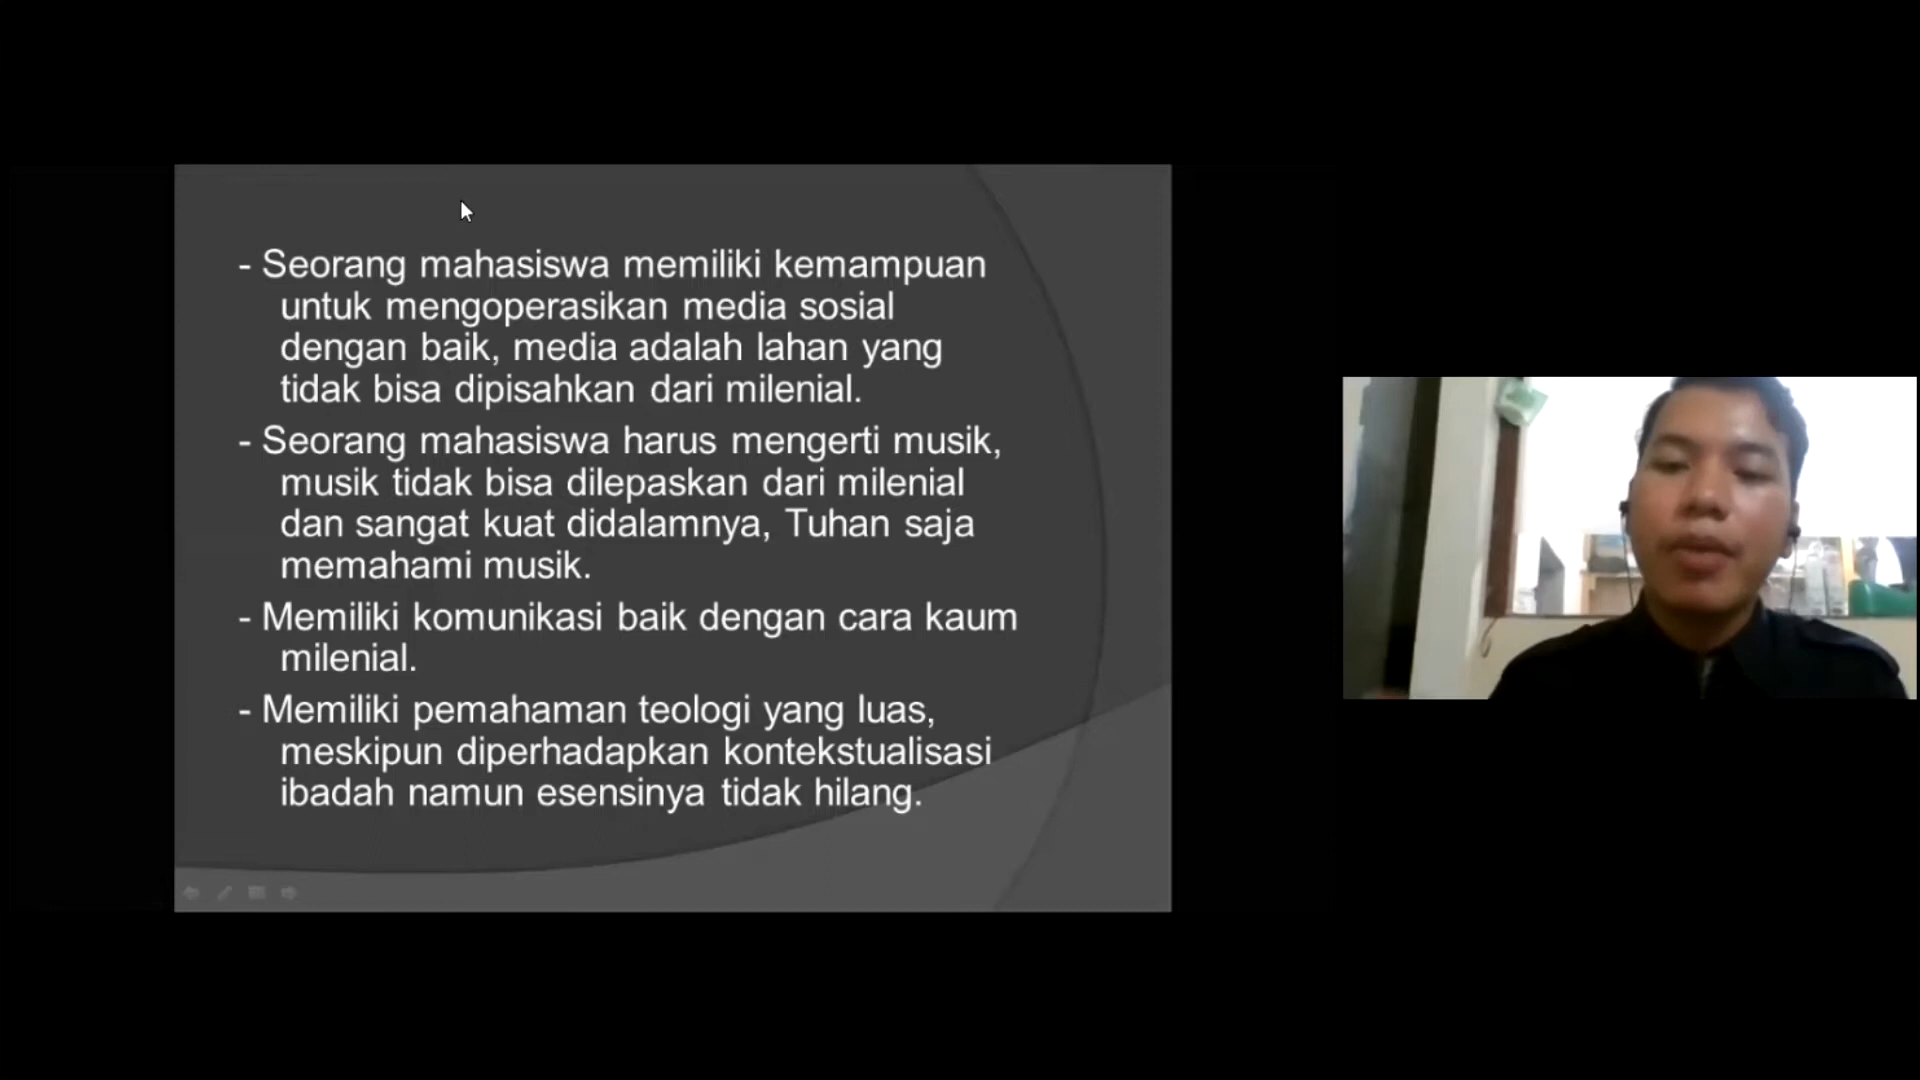 - Seorang mahasiswa memiliki kemampuan
untuk mengoperasikan media sosial
dengan baik, media adalah lahan yang
tidak bisa dipisahkan dari milenial.
- Seorang mahasiswa harus mengerti musik,
musik tidak bisa dilepaskan dari milenial
dan sangat kuat didalamnya, Tuhan saja
memahami musik.
- Memiliki komunikasi baik dengan cara kaum
milenial.
- Memiliki pemahaman teologi yang luas,
meskipun diperhadapkan kontekstualisasi
ibadah namun esensinya tidak hilang.